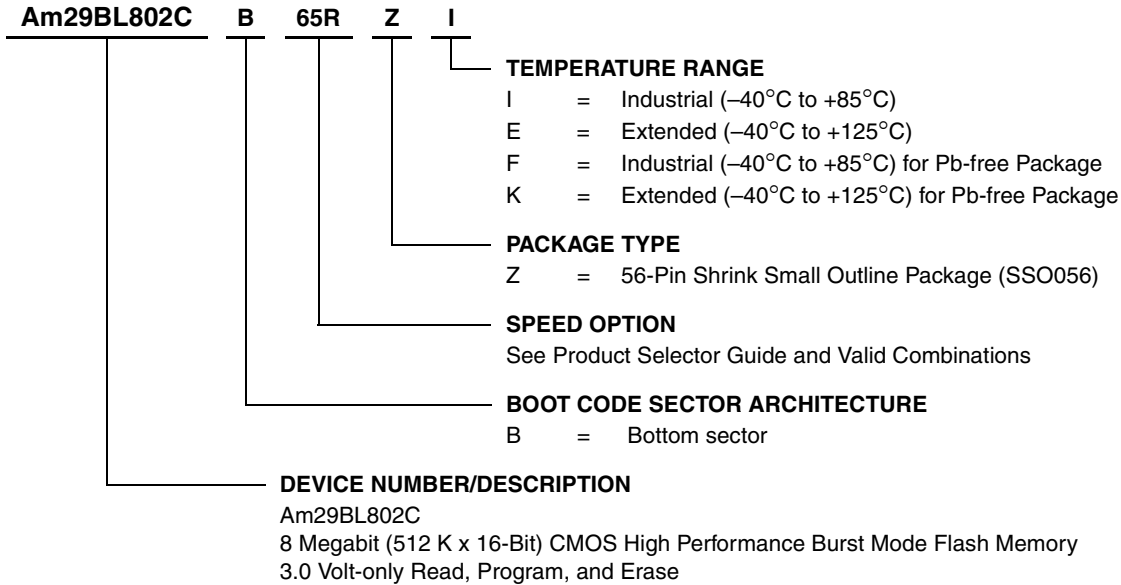 Am29BL802C B 65R Z I
TEMPERATURE RANGE
I = Industrial (–40°C to +85°C)
E = Extended (–40°C to +125°C)
F = Industrial (–40°C to +85°C) for Pb-free Package
K = Extended (–40°C to +125°C) for Pb-free Package
PACKAGE TYPE
Z = 56-Pin Shrink Small Outline Package (SSO056)
SPEED OPTION
See Product Selector Guide and Valid Combinations
BOOT CODE SECTOR ARCHITECTURE
B = Bottom sector
DEVICE NUMBER/DESCRIPTION
Am29BL802C
8 Megabit (512 K x 16-Bit) CMOS High Performance Burst Mode Flash Memory
3.0 Volt-only Read, Program, and Erase